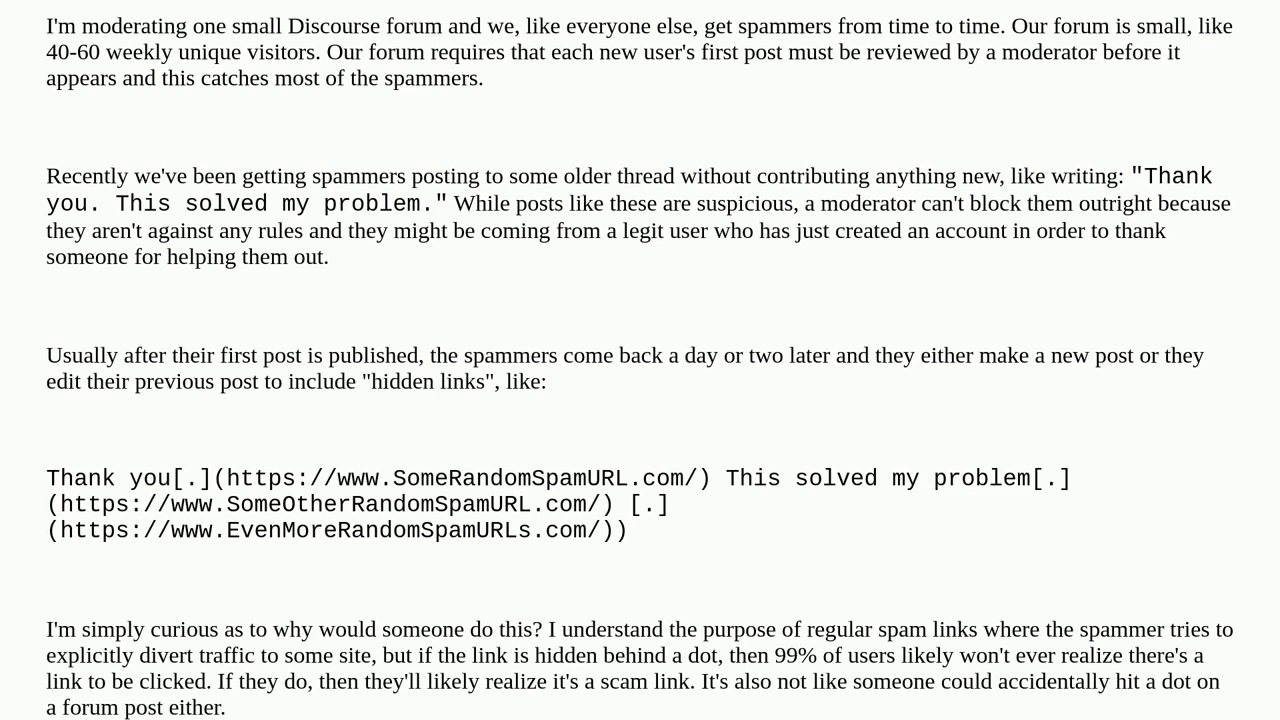 I'm moderating one small Discourse forum and we, like everyone else, get spammers from time to time. Our forum is small, like
40-60 weekly unique visitors. Our forum requires that each new user's first post must be reviewed by a moderator before it
appears and this catches most of the spammers.
Recently we've been getting spammers posting to some older thread without contributing anything new, like writing: "Thank
you. This solved my problem." While posts like these are suspicious, a moderator can't block them outright because
they aren't against any rules and they might be coming from a legit user who has just created an account in order to thank
someone for helping them out.
Usually after their first post is published, the spammers come back a day or two later and they either make a new post or they
edit their previous post to include "hidden links", like:
Thank you[.](https://www.SomeRandomSpamURL.com/) This solved my problem[.]
(https://www.SomeOtherRandomSpamURL.com/) [.]
(https://www.EvenMoreRandomSpamURLs.com/))
I'm simply curious as to why would someone do this? I understand the purpose of regular spam links where the spammer tries to
explicitly divert traffic to some site, but if the link is hidden behind a dot, then 99% of users likely won't ever realize there's a
link to be clicked. If they do, then they'll likely realize it's a scam link. It's also not like someone could accidentally hit a dot on
a forum post either.